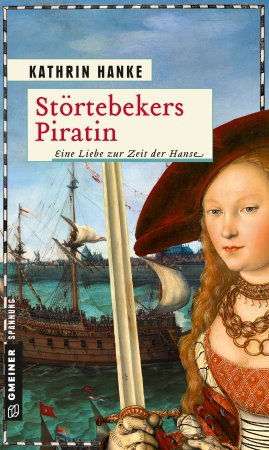 KATHRIN HANKE
Störtebekers
Piratin
Eine Liebe zur Zeit der Hanse
GMEINER SPANNUNG